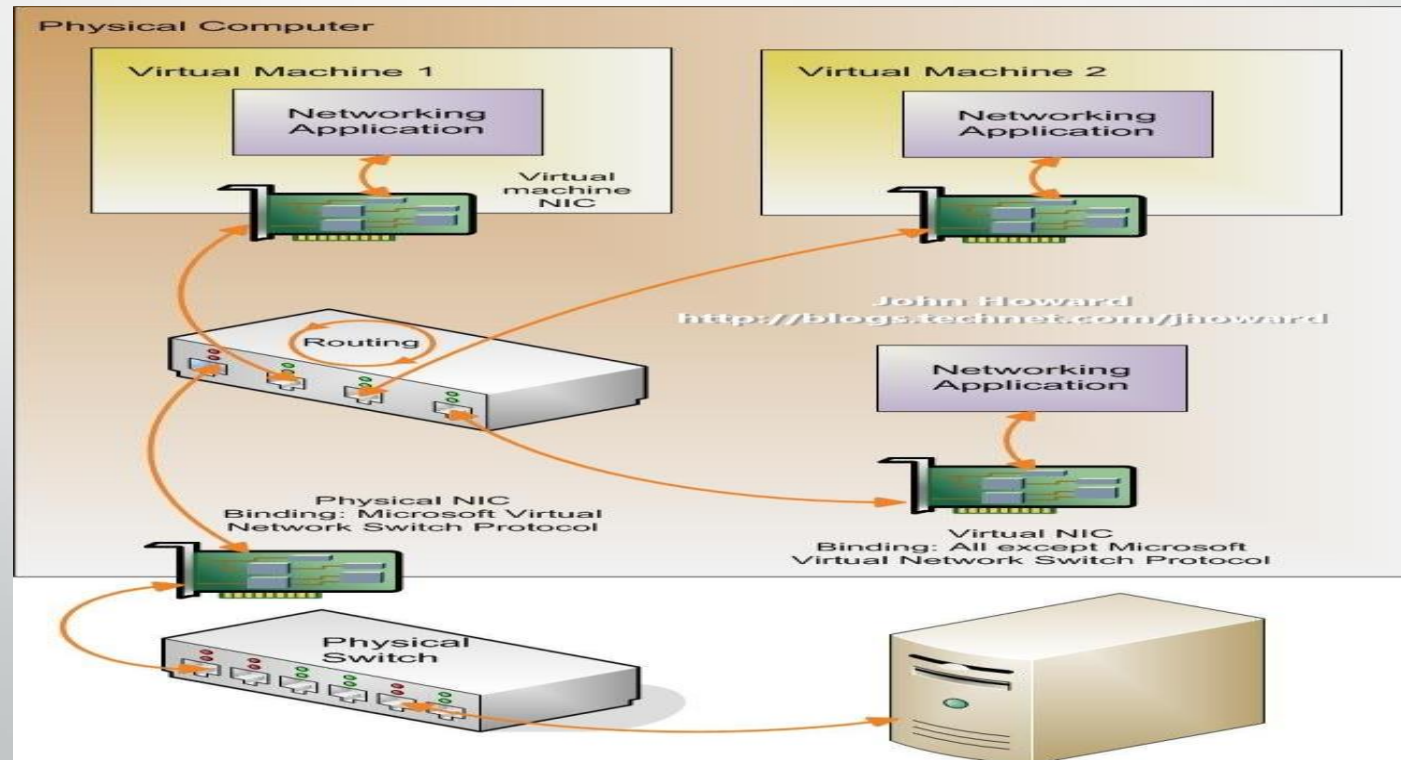 Physical Computer
Virtual Machine 1
Networking
Application
Virtual
machine
NIC
Virtual Machine 2
Networking
Application
John Howard
http://blogs.technet.com/jhoward
Routing
Networking
Application
Physical NIC
Binding: Microsoft Virtual
Network Switch Protocol
Virtual NIC
Binding: All except Microsoft
Virtual Network Switch Protocol
Physical
Switch